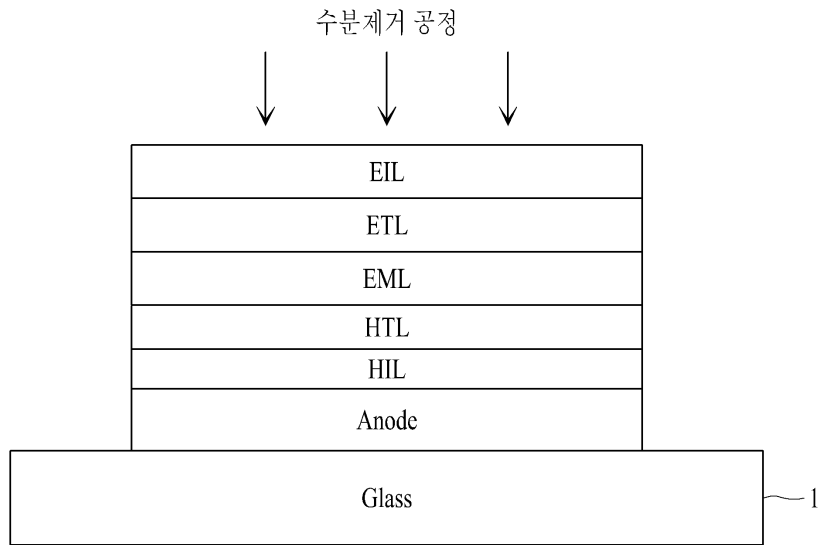 수분제거 공정
EIL
ETL
EML
HTL
HIL
Anode
Glass
1